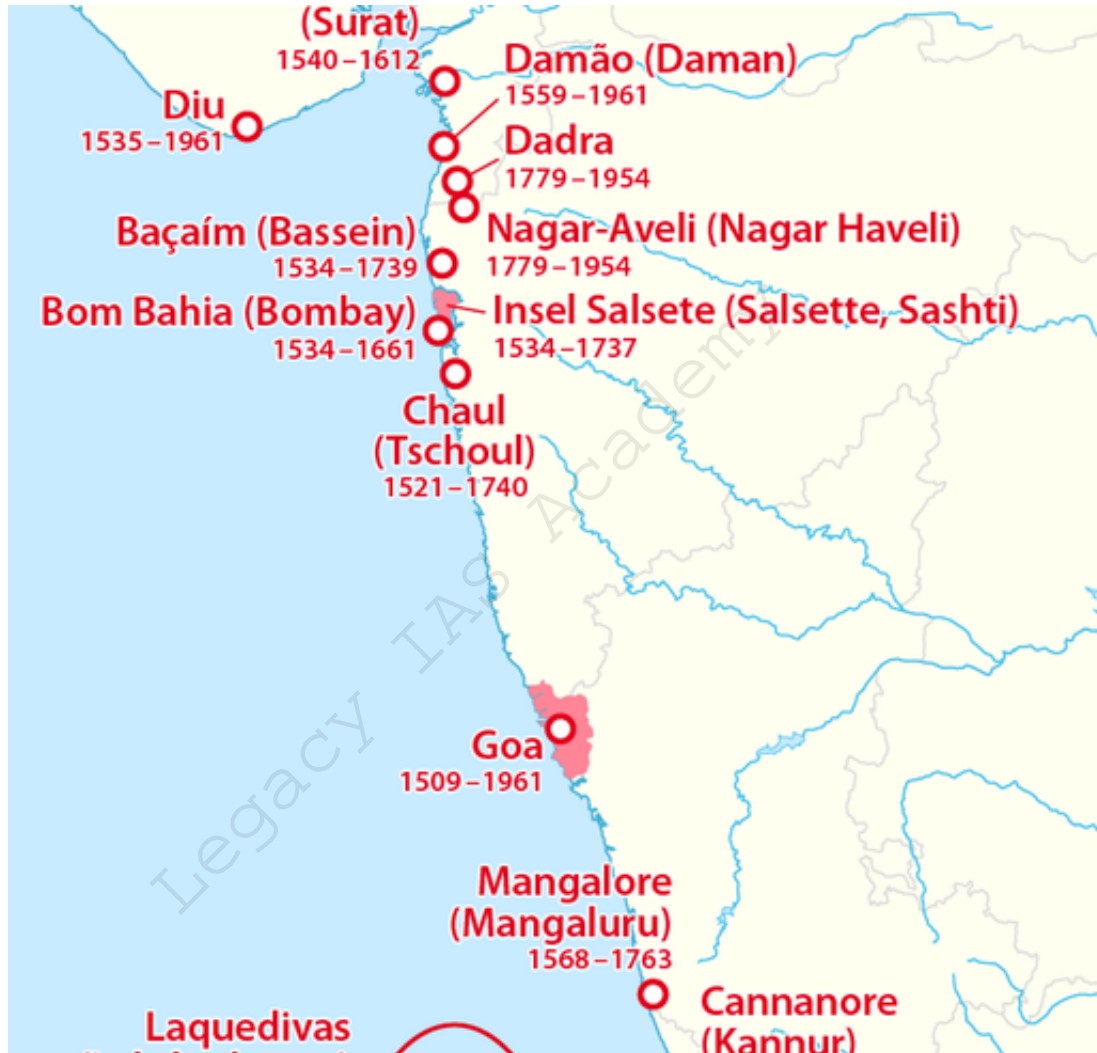 (Surat)
1540–1612
Damão (Daman)
1559–1961
Diu
1535–1961
Dadra
1779–1954
Baçaím (Bassein)
1534–1739
Nagar-Aveli (Nagar Haveli)
1779–1954
Bom Bahia (Bombay)
1534–1661
Insel Salsete (Salsette, Sashti)
1534–1737
Chaul
(Tschoul)
1521–1740
Goa
1509–1961
Mangalore
(Mangaluru)
1568–1763
Cannanore
(Kannur)
Laquedivas
Legacy IAS Academy